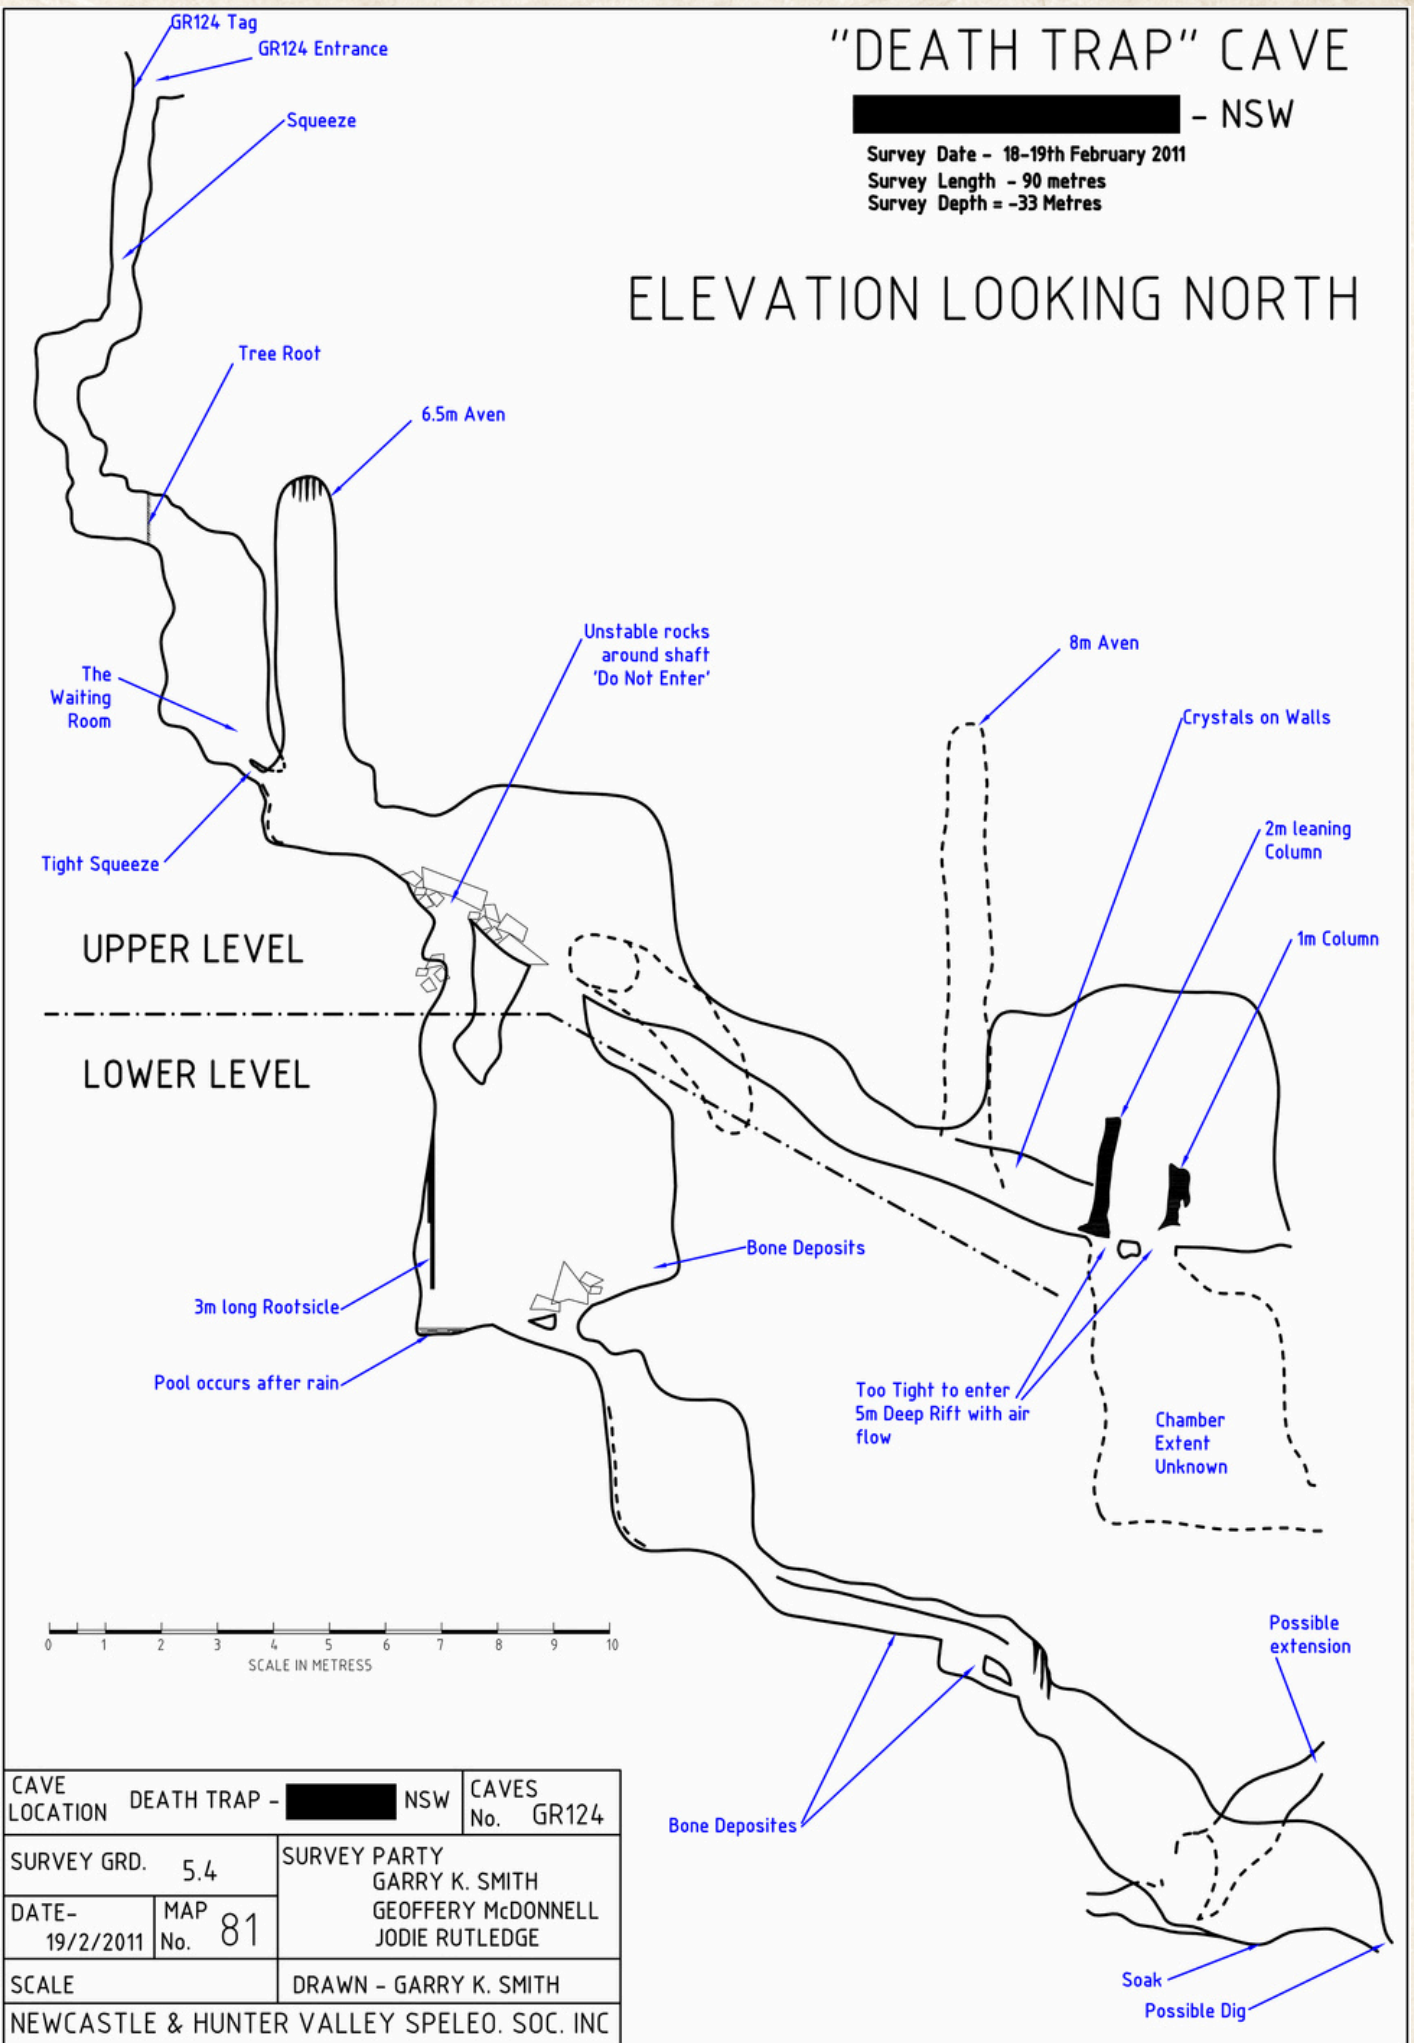 GR124 Tag
GR124 Entrance
Squeeze
"DEATH TRAP" CAVE
- NSW
Survey Date - 18-19th February 2011
Survey Length - 90 metres
Survey Depth = -33 Metres
ELEVATION LOOKING NORTH
Tree Root
6.5m Aven
Unstable rocks
around shaft
'Do Not Enter'
The
Waiting
Room
8m Aven
Crystals on Walls
2m leaning
Column
Tight Squeeze
1m Column
UPPER LEVEL
LOWER LEVEL
Bone Deposits
3m long Rootsicle
Pool occurs after rain
Too Tight to enter
5m Deep Rift with air
flow
Chamber
Extent
Unknown
0 1 2 3 4 5 6 7 8 9 10
SCALE IN METRES5
Possible
extension
Bone Deposites
Soak
Possible Dig
CAVE
LOCATION DEATH TRAP - NSW
CAVES
No. GR124
SURVEY GRD. 5.4
SURVEY PARTY
GARRY K. SMITH
GEOFFERY McDONNELL
JODIE RUTLEDGE
DATE-
19/2/2011
MAP
No. 81
SCALE
DRAWN - GARRY K. SMITH
NEWCASTLE & HUNTER VALLEY SPELEO. SOC. INC